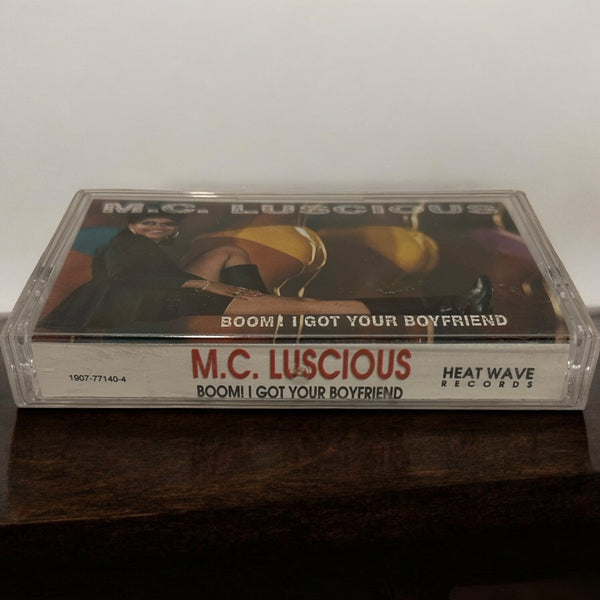 M.C. LUSCIOUS
BOOM! I GOT YOUR BOYFRIEND
1907-77140-4
M.C. LUSCIOUS
BOOM! I GOT YOUR BOYFRIEND
HEAT WAVE
RECORDS